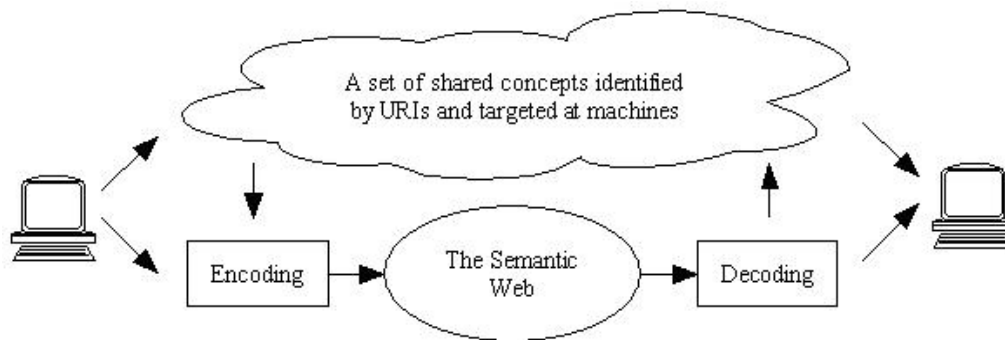 A set of shared concepts identified
by URIs and targeted at machines
Encoding
The Semantic
Web
Decoding